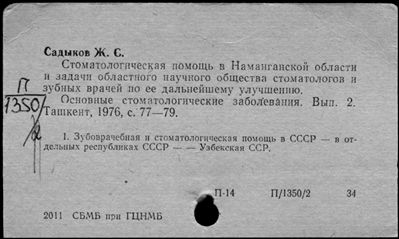 Садыков Ж. С.
Стоматологическая помощь в Наманганской области
и задачи областного научного общества стоматологов и
зубных врачей по ее дальнейшему улучшению.
П
1350
2
Основные стоматологические заболевания. Вып. 2.
Ташкент, 1976, с. 77—79.
1. Зубоврачебная и стоматологическая помощь в СССР — в от-
дельных республиках СССР — — Узбекская ССР.
П-14 П/1350/2 34
2011 СБМБ при ГЦНМБ